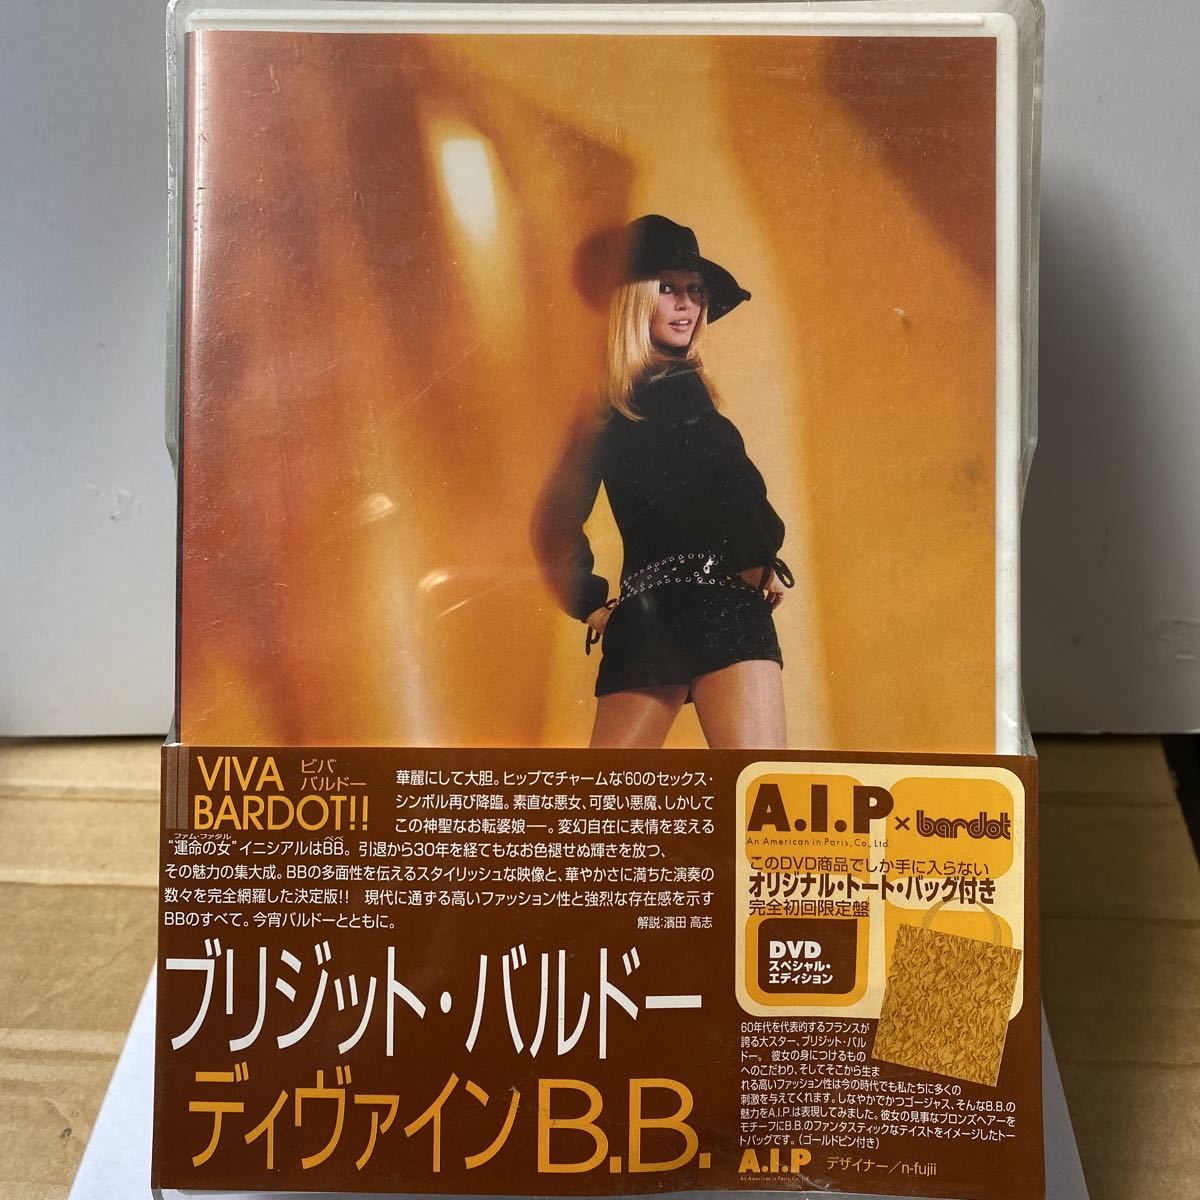 VIVA
BARDOT!!
ビバ
バルドー
華麗にして大胆。ヒップでチャームな'60のセックス・
シンボル再び降臨。素直な悪女、可愛い悪魔、しかして
この神聖なお転婆娘―。変幻自在に表情を変える
ファム・ファタル
ベベ
“運命の女”イニシアルはBB。引退から30年を経てもなお色褪せぬ輝きを放つ、
その魅力の集大成。BBの多面性を伝えるスタイリッシュな映像と、華やかさに満ちた演奏の
数々を完全網羅した決定版!! 現代に通ずる高いファッション性と強烈な存在感を示す
BBのすべて。今宵バルドーとともに。
解説:濱田 高志
ブリジット・バルドー
ディヴァインB.B.
A.I.P × bardot
An American in Paris,Co.,Ltd.
このDVD商品でしか手に入らない
オリジナル・トート・バッグ付き
完全初回限定盤
DVD
スペシャル・
エディション
60年代を代表的するフランスが
誇る大スター、ブリジット・バル
ドー。彼女の身につけるもの
へのこだわり、そしてそこから生ま
れる高いファッション性は今の時代でも私たちに多くの
刺激を与えてくれます。しなやかでかつゴージャス、そんなB.B.の
魅力をA.I.P.は表現してみました。彼女の見事なブロンズヘアーを
モチーフにB.B.のファンタスティックなテイストをイメージしたトー
トバッグです。(ゴールドピン付き)
A.I.P デザイナー/n-fujii
An American in Paris,Co.,Ltd.